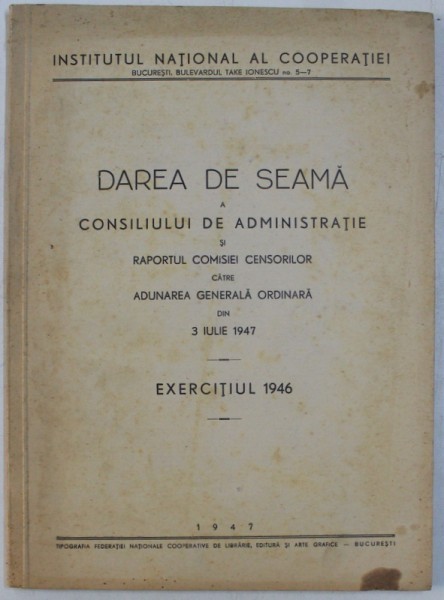 INSTITUTUL NAȚIONAL AL COOPERAȚIEI
BUCUREȘTI, BULEVARDUL TAKE IONESCU no. 5—7
DAREA DE SEAMĂ
A
CONSILIULUI DE ADMINISTRAȚIE
ȘI
RAPORTUL COMISIEI CENSORILOR
CĂTRE
ADUNAREA GENERALĂ ORDINARĂ
DIN
3 IULIE 1947
EXERCIȚIUL 1946
1947
TIPOGRAFIA FEDERAȚIEI NAȚIONALE COOPERATIVE DE LIBRĂRIE, EDITURĂ ȘI ARTE GRAFICE — BUCUREȘTI